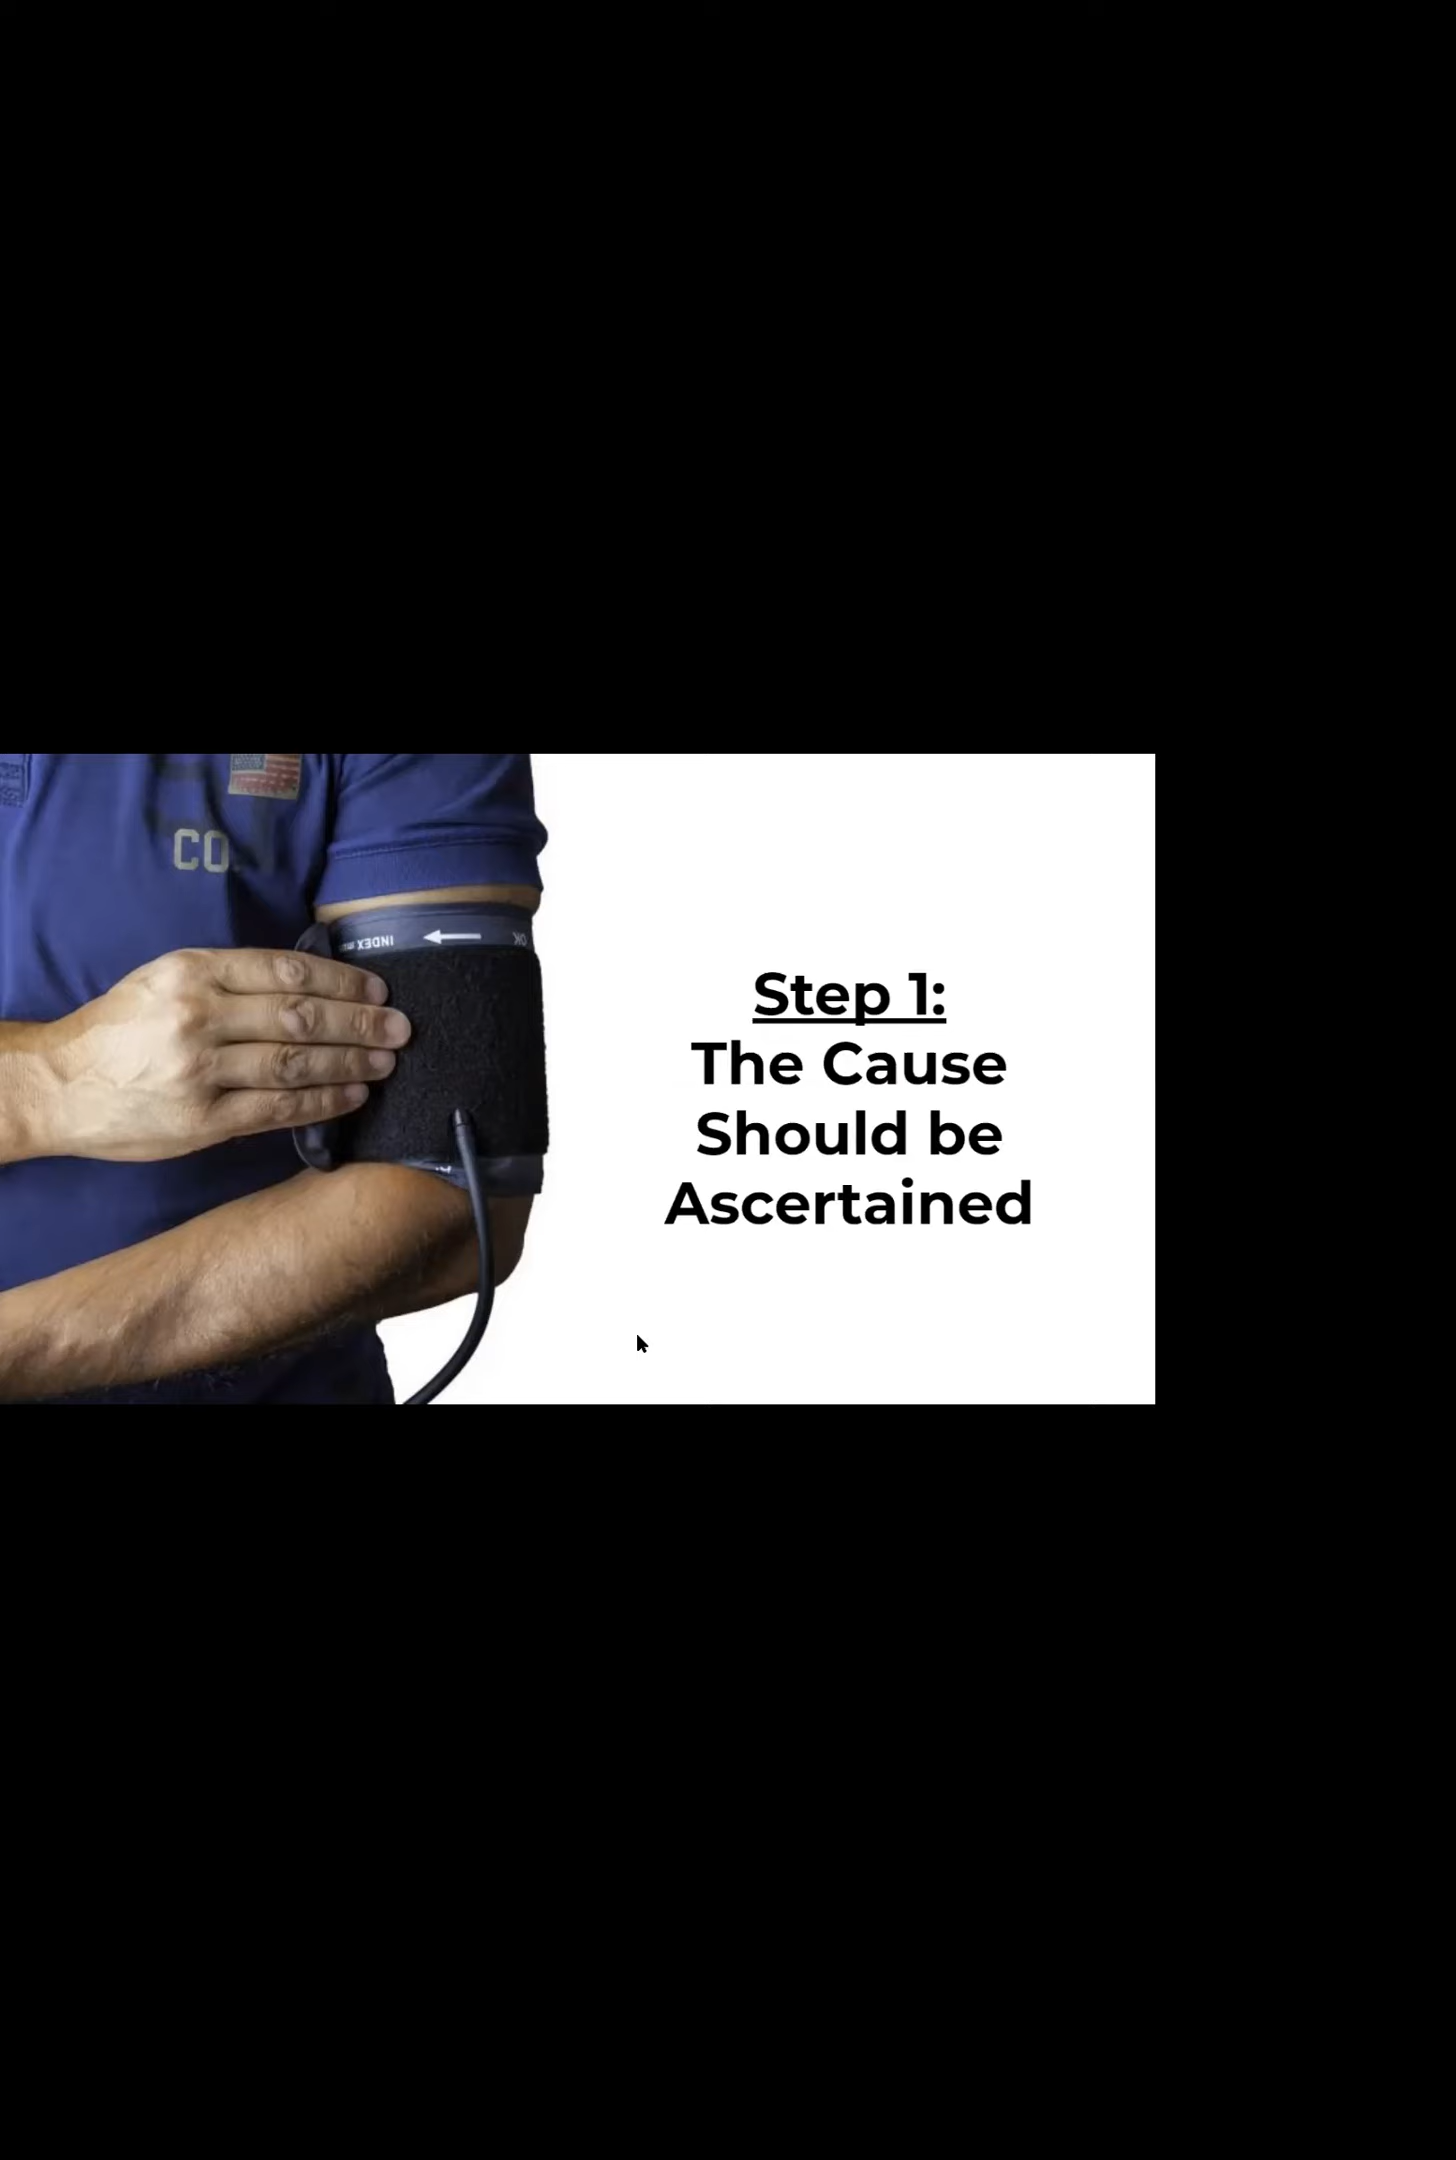 CO.
INDEX
OK
Step 1:
The Cause
Should be
Ascertained